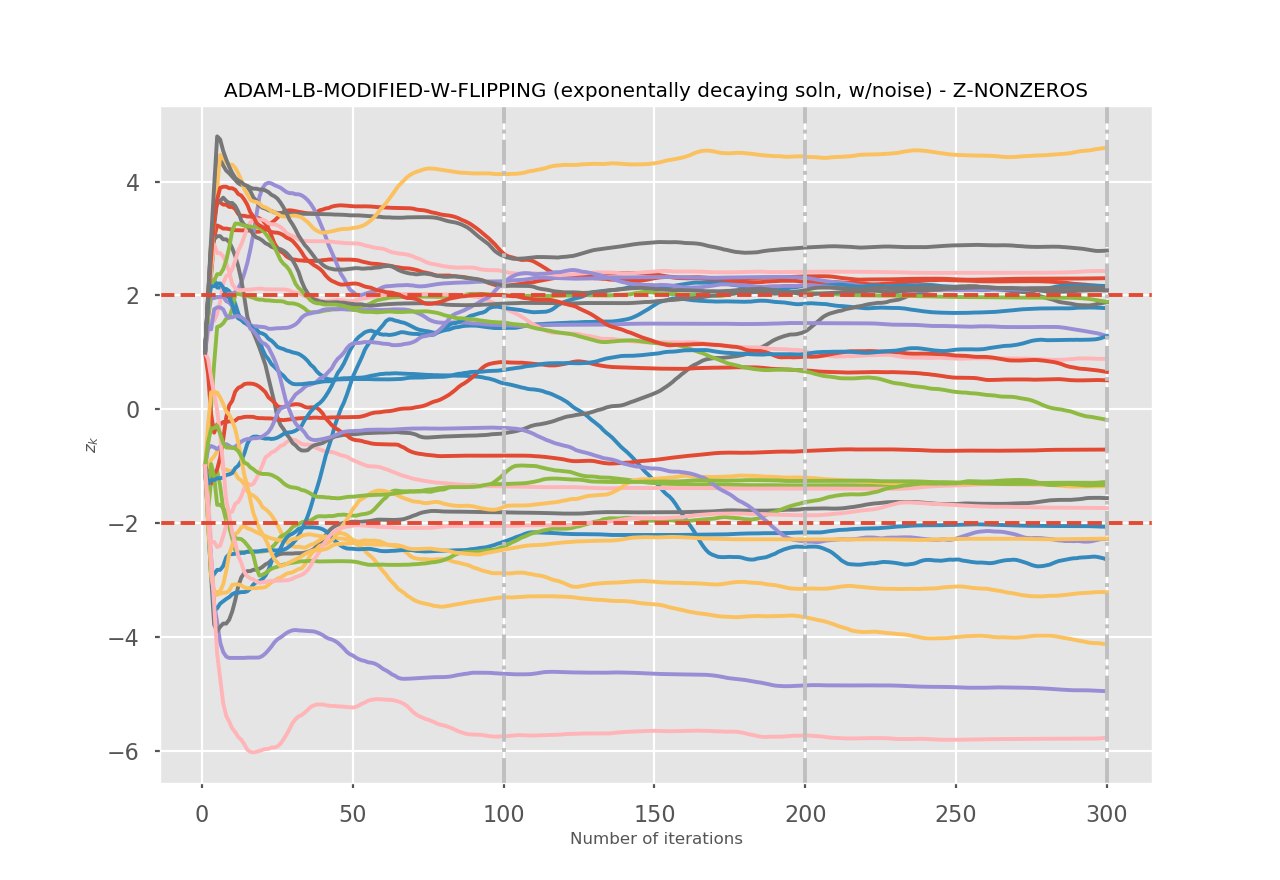 ADAM-LB-MODIFIED-W-FLIPPING (exponentially decaying soln, w/noise) - Z-NONZEROS
4
2
0
−2
−4
−6
z_k
0 50 100 150 200 250 300
Number of iterations